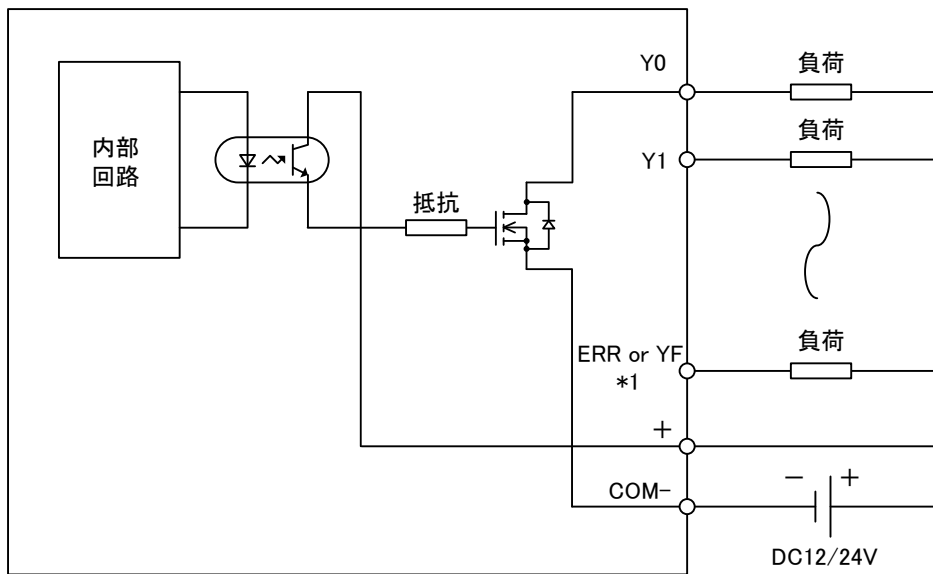 Y0
負荷
内部
回路
Y1
負荷
抵抗
ERR or YF
*1
負荷
+
COM-
- +
DC12/24V